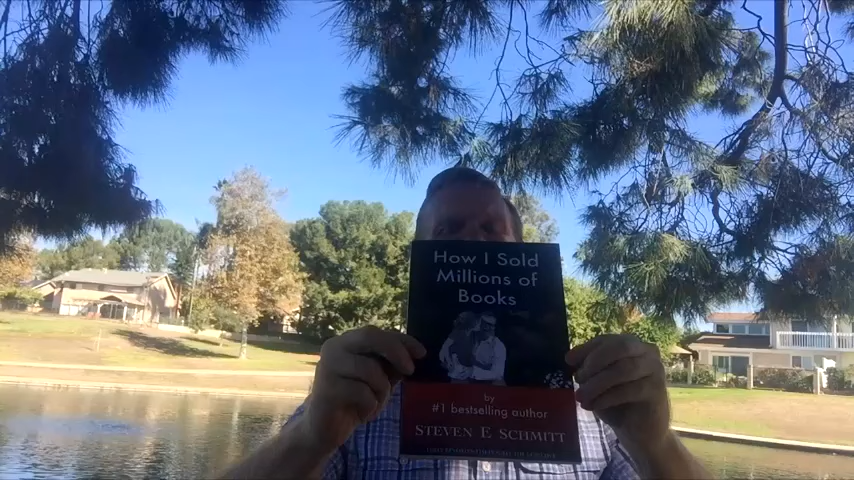 How I Sold
Millions of
Books
by
#1 bestselling author
STEVEN E SCHMITT